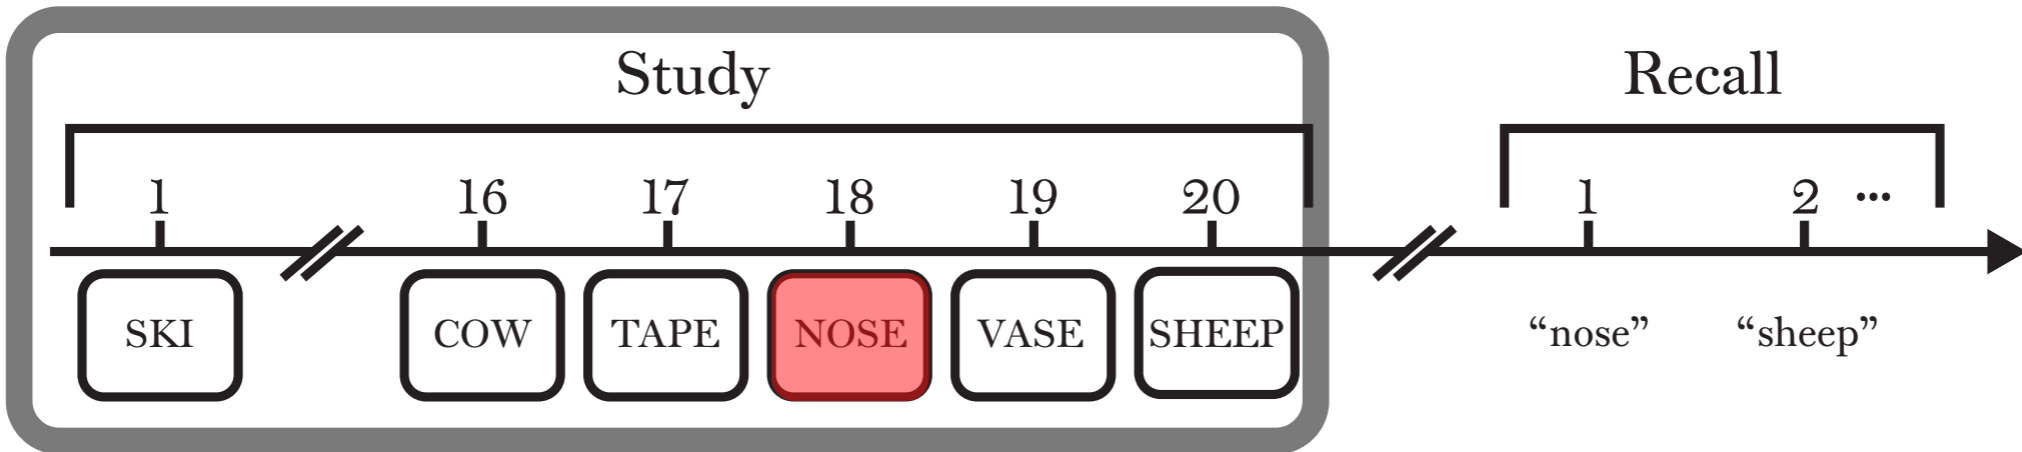 Study Recall
1 16 17 18 19 20 1 2 ...
SKI COW TAPE NOSE VASE SHEEP “nose” “sheep”